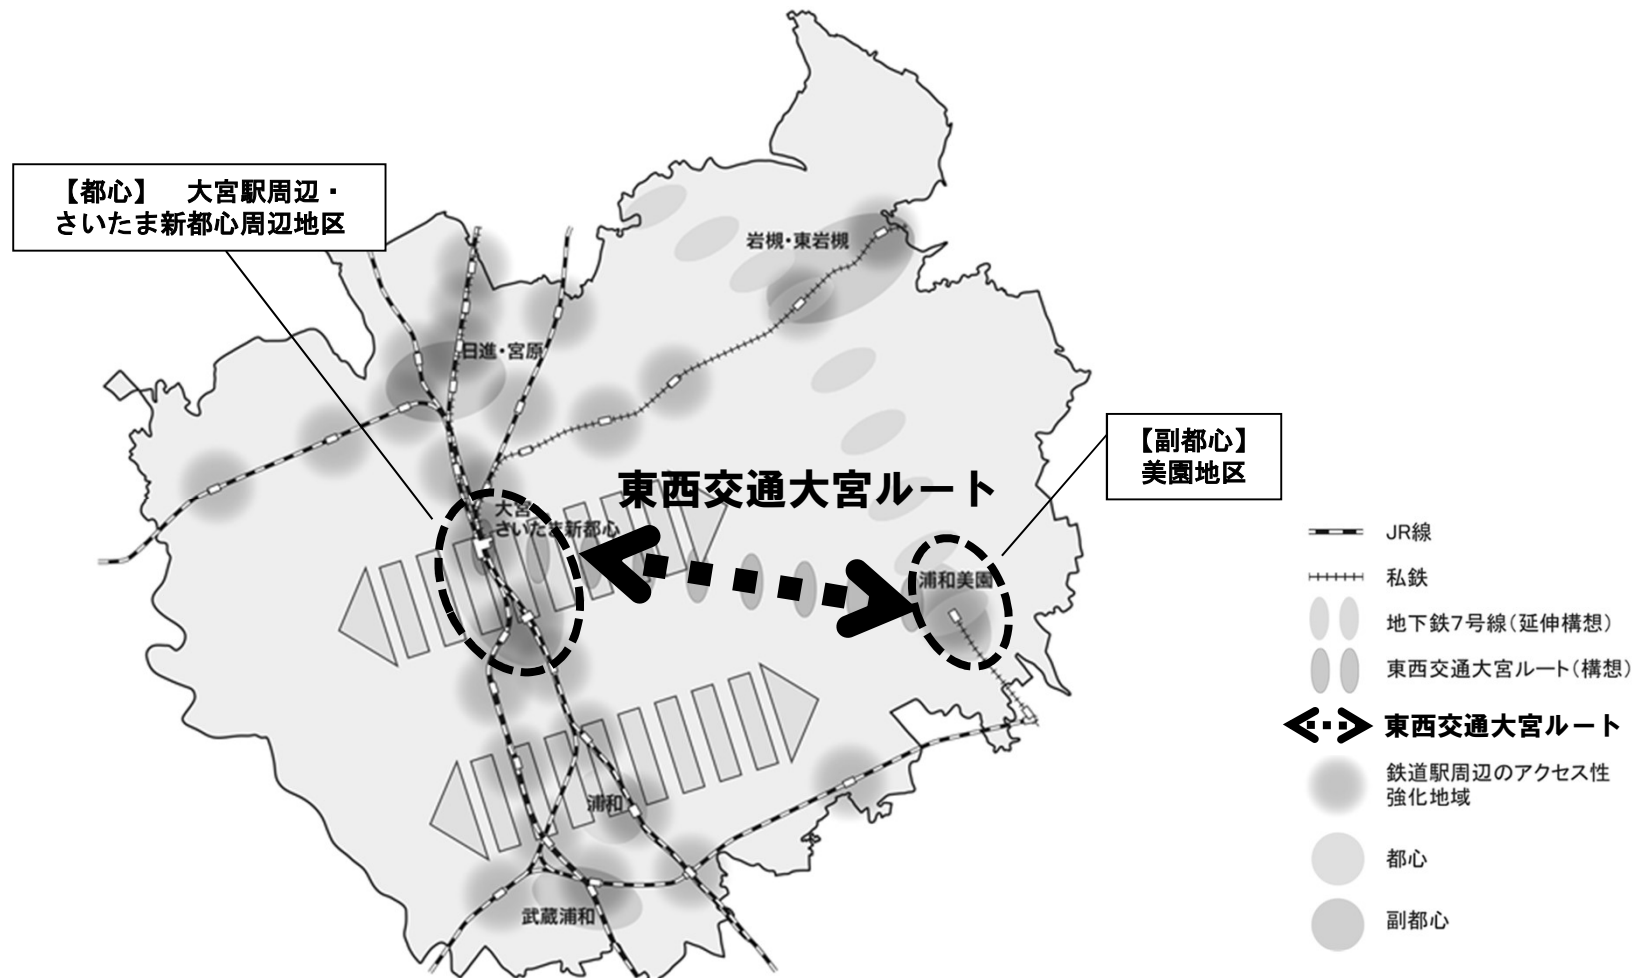 【都心】 大宮駅周辺・
さいたま新都心周辺地区
岩槻・東岩槻
日進・宮原
【副都心】
美園地区
東西交通大宮ルート
大宮
さいたま新都心
浦和美園
浦和
武蔵浦和
JR線
私鉄
地下鉄7号線(延伸構想)
東西交通大宮ルート(構想)
東西交通大宮ルート
鉄道駅周辺のアクセス性
強化地域
都心
副都心